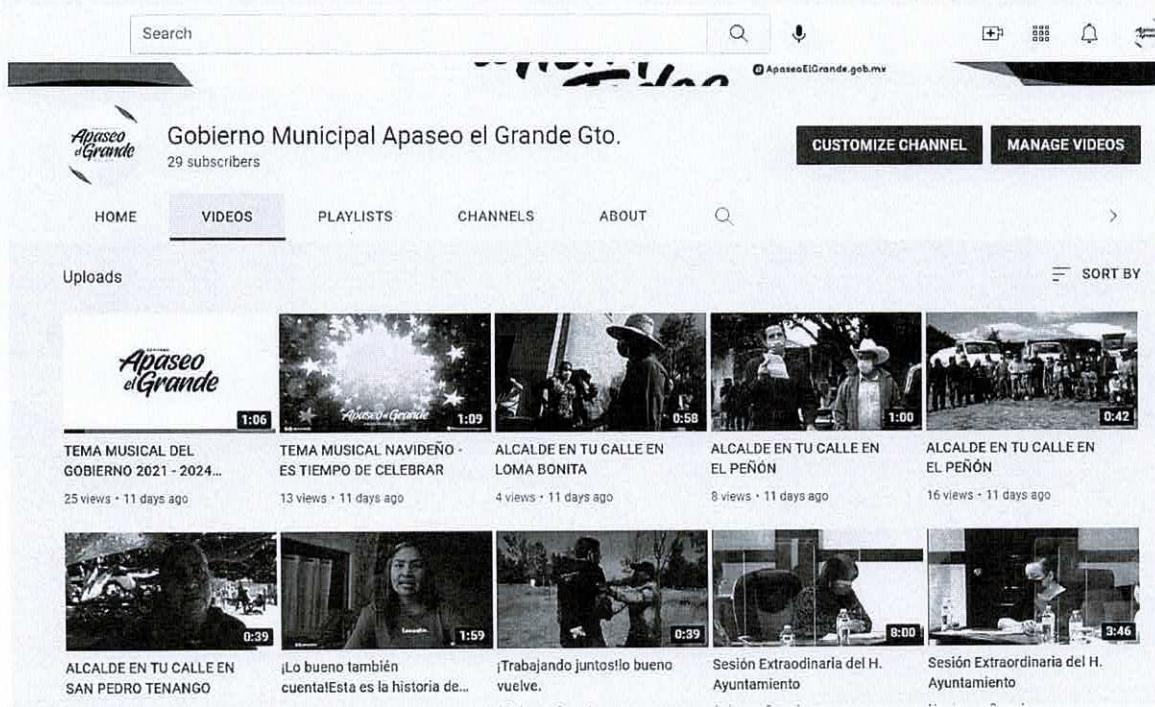 Search
ApaseoElGrande.gob.mx
Apaseo
el Grande
Gobierno Municipal Apaseo el Grande Gto.
29 subscribers
CUSTOMIZE CHANNEL
MANAGE VIDEOS
HOME
VIDEOS
PLAYLISTS
CHANNELS
ABOUT
Uploads
SORT BY
Apaseo
el Grande
1:06
TEMA MUSICAL DEL
GOBIERNO 2021 - 2024...
25 views • 11 days ago
Apaseo el Grande
1:09
TEMA MUSICAL NAVIDEÑO -
ES TIEMPO DE CELEBRAR
13 views • 11 days ago
0:58
ALCALDE EN TU CALLE EN
LOMA BONITA
4 views • 11 days ago
1:00
ALCALDE EN TU CALLE EN
EL PEÑÓN
8 views • 11 days ago
0:42
ALCALDE EN TU CALLE EN
EL PEÑÓN
16 views • 11 days ago
0:39
ALCALDE EN TU CALLE EN
SAN PEDRO TENANGO
1:59
¡Lo bueno también
cuenta!Esta es la historia de...
0:39
¡Trabajando juntos!lo bueno
vuelve.
8:00
Sesión Extraodinaria del H.
Ayuntamiento
3:46
Sesión Extraordinaria del H.
Ayuntamiento